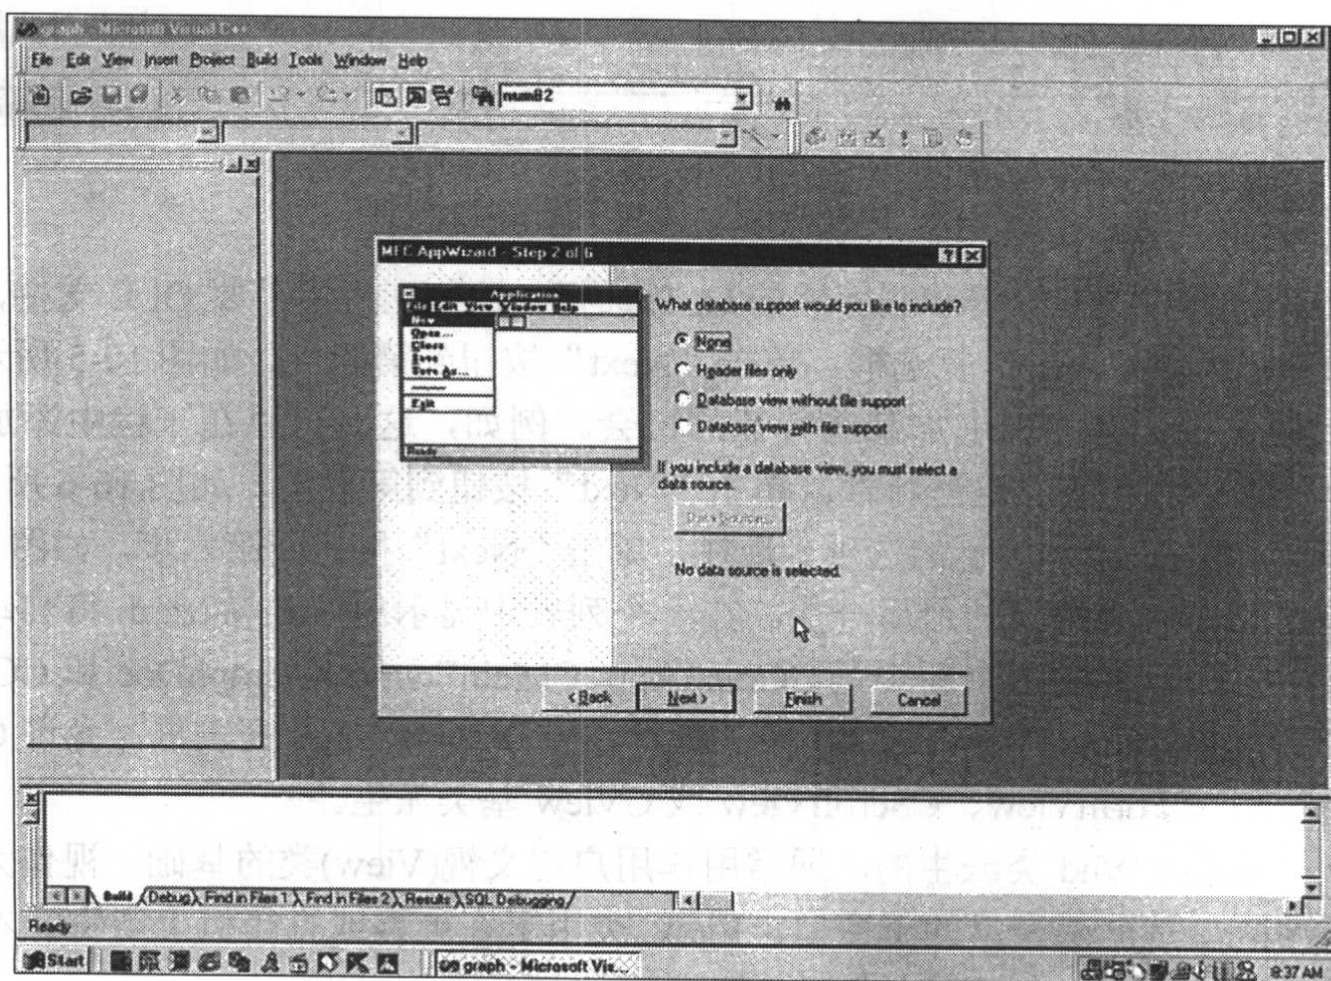 graph - Microsoft Visual C++
File Edit View Insert Project Build Tools Window Help
numB2
MFC AppWizard - Step 2 of 6
Application
File Edit View Window Help
New
Open...
Close
Save
Save As...
Exit
Ready
What database support would you like to include?
None
Header files only
Database view without file support
Database view with file support
If you include a database view, you must select a
data source.
Data Source...
No data source is selected.
< Back
Next >
Finish
Cancel
Build
Debug
Find in Files 1
Find in Files 2
Results
SQL Debugging
Ready
Start
graph - Microsoft Vis...
8:37 AM